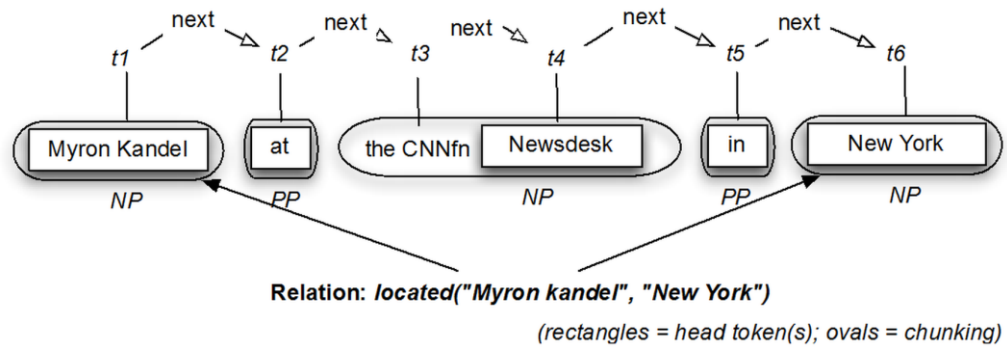 next next next next next
t1 t2 t3 t4 t5 t6
Myron Kandel at the CNNfn Newsdesk in New York
NP PP NP PP NP
Relation: located("Myron kandel", "New York")
(rectangles = head token(s); ovals = chunking)